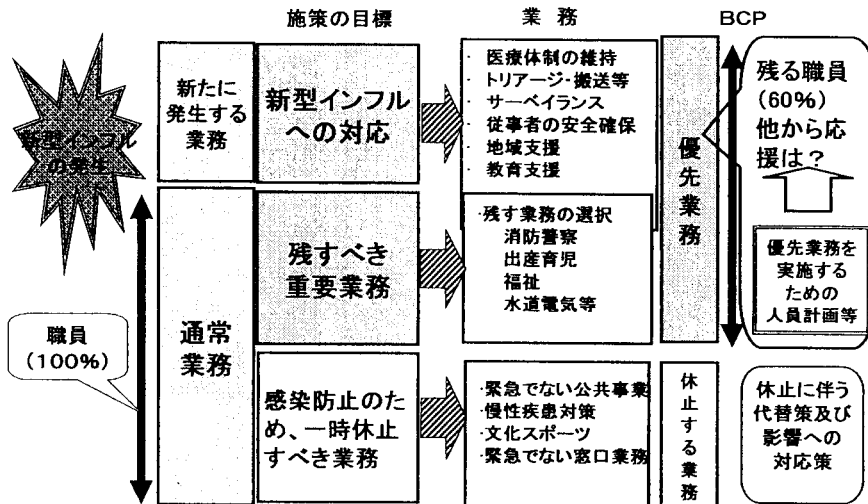 施策の目標
業務
BCP
新型インフル
の発生
新たに
発生する
業務
新型インフル
への対応
・医療体制の維持
・トリアージ・搬送等
・サーベイランス
・従事者の安全確保
・地域支援
・教育支援
優先業務
残る職員
(60%)
他から応
援は?
職員
(100%)
通常
業務
残すべき
重要業務
・残す業務の選択
消防警察
出産育児
福祉
水道電気等
優先業務を
実施する
ための
人員計画等
感染防止のた
め、一時休止
すべき業務
・緊急でない公共事業
・慢性疾患対策
・文化スポーツ
・緊急でない窓口業務
休止する業務
休止に伴う
代替策及び
影響への
対応策